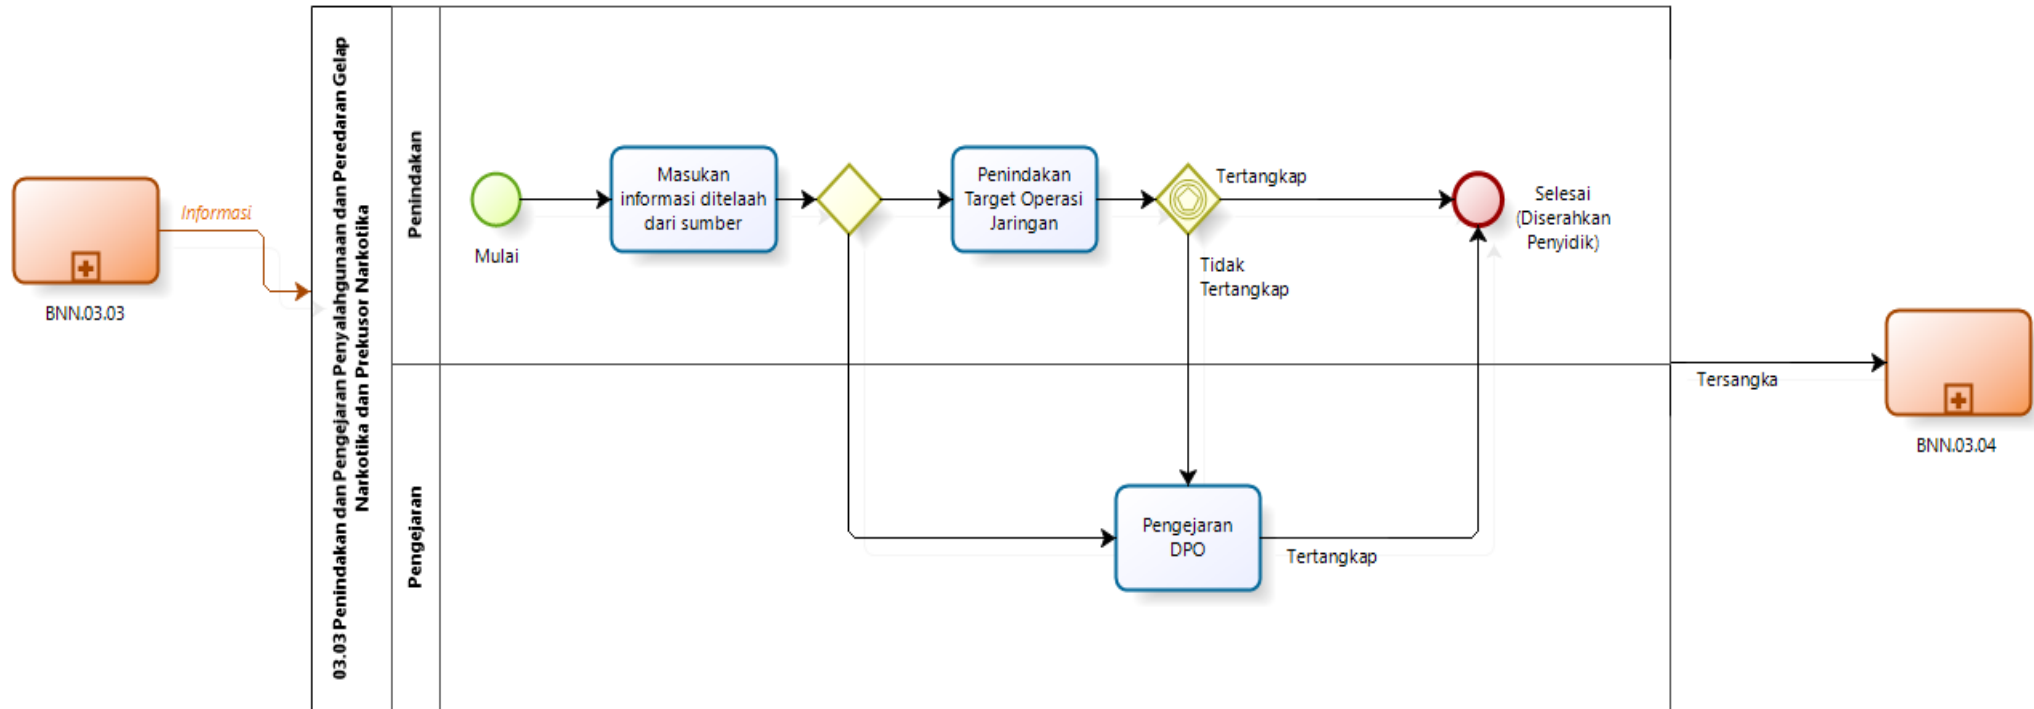 Informasi
BNN.03.03
03.03 Penindakan dan Pengejaran Penyalahgunaan dan Peredaran Gelap
Narkotika dan Prekusor Narkotika
Penindakan
Mulai
Masukan
informasi ditelaah
dari sumber
Penindakan
Target Operasi
Jaringan
Tertangkap
Tidak
Tertangkap
Selesai
(Diserahkan
Penyidik)
Pengejaran
Pengejaran
DPO
Tertangkap
Tersangka
BNN.03.04